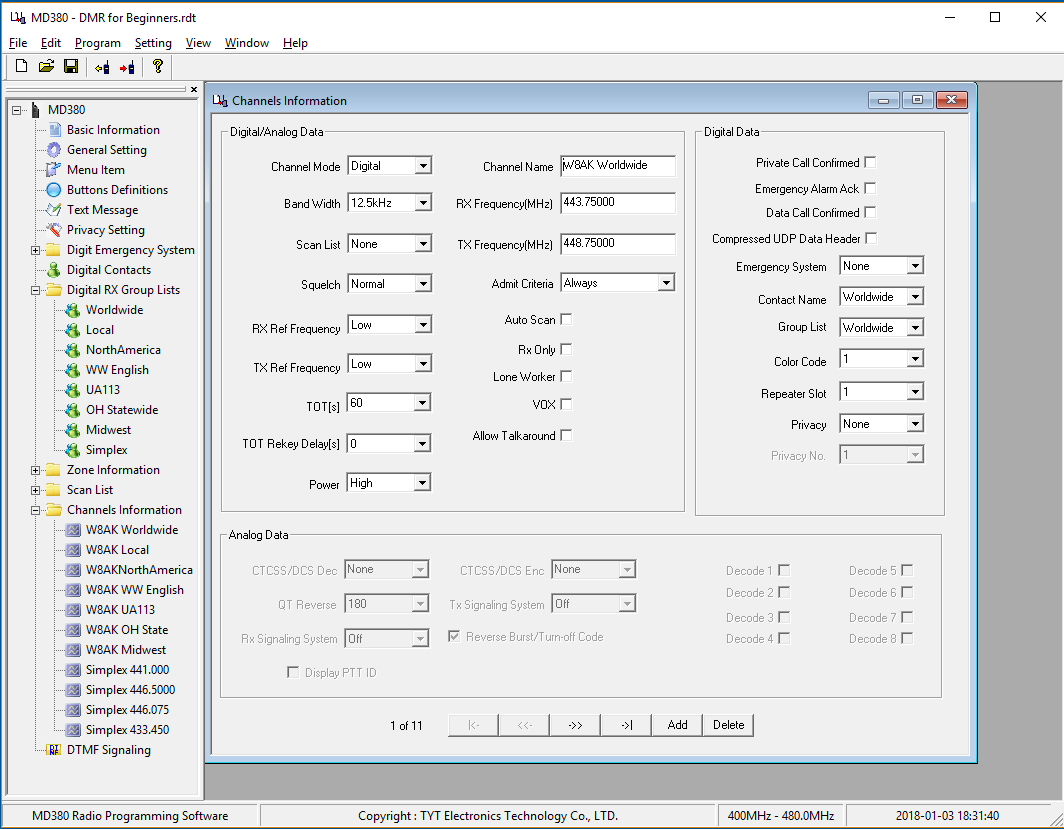 MD380 - DMR for Beginners.rdt
File Edit Program Setting View Window Help
MD380
Basic Information
General Setting
Menu Item
Buttons Definitions
Text Message
Privacy Setting
Digit Emergency System
Digital Contacts
Digital RX Group Lists
Worldwide
Local
NorthAmerica
WW English
UA113
OH Statewide
Midwest
Simplex
Zone Information
Scan List
Channels Information
W8AK Worldwide
W8AK Local
W8AKNorthAmerica
W8AK WW English
W8AK UA113
W8AK OH State
W8AK Midwest
Simplex 441.000
Simplex 446.5000
Simplex 446.075
Simplex 433.450
DTMF Signaling
Channels Information
Digital/Analog Data
Channel Mode Digital
Band Width 12.5kHz
Scan List None
Squelch Normal
RX Ref Frequency Low
TX Ref Frequency Low
TOT[s] 60
TOT Rekey Delay[s] 0
Power High
Channel Name W8AK Worldwide
RX Frequency(MHz) 443.75000
TX Frequency(MHz) 448.75000
Admit Criteria Always
Auto Scan
Rx Only
Lone Worker
VOX
Allow Talkaround
Digital Data
Private Call Confirmed
Emergency Alarm Ack
Data Call Confirmed
Compressed UDP Data Header
Emergency System None
Contact Name Worldwide
Group List Worldwide
Color Code 1
Repeater Slot 1
Privacy None
Privacy No. 1
Analog Data
CTCSS/DCS Dec None
QT Reverse 180
Rx Signaling System Off
Display PTT ID
CTCSS/DCS Enc None
Tx Signaling System Off
Reverse Burst/Turn-off Code
Decode 1
Decode 2
Decode 3
Decode 4
Decode 5
Decode 6
Decode 7
Decode 8
1 of 11 |<- <<- ->> ->| Add Delete
MD380 Radio Programming Software
Copyright : TYT Electronics Technology Co., LTD.
400MHz - 480.0MHz
2018-01-03 18:31:40